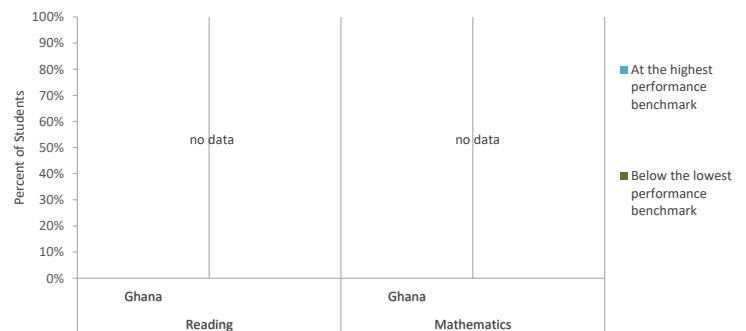 100%
90%
80%
70%
60%
50%
40%
30%
20%
10%
0%
Percent of Students
no data
no data
Ghana
Ghana
Reading
Mathematics
At the highest
performance
benchmark
Below the lowest
performance
benchmark